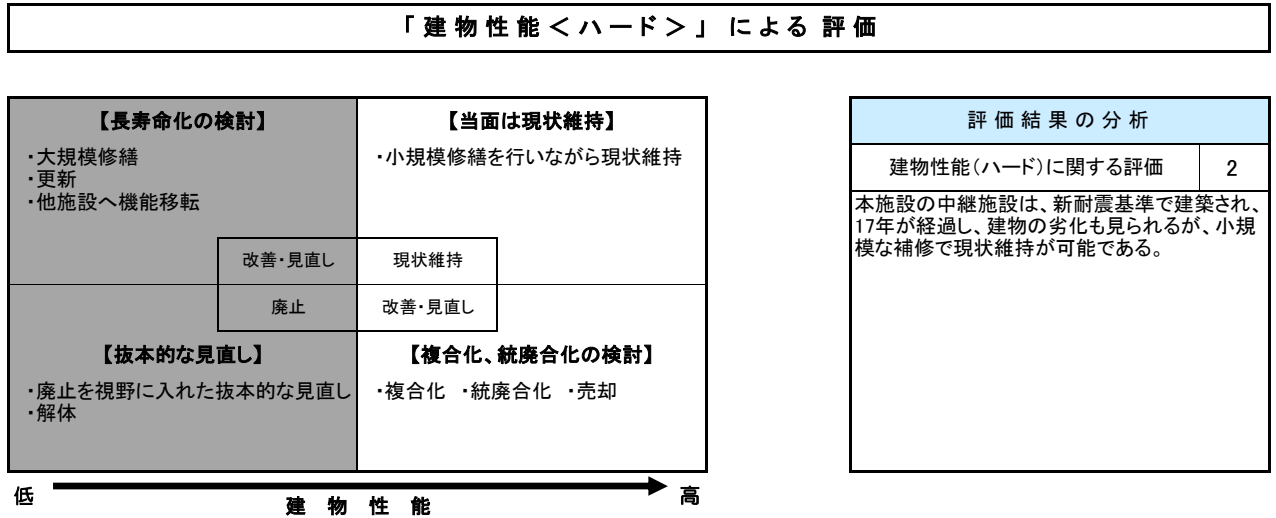 「建物性能＜ハード＞」 による 評価
【長寿命化の検討】
・大規模修繕
・更新
・他施設へ機能移転
【当面は現状維持】
・小規模修繕を行いながら現状維持
改善・見直し
現状維持
廃止
改善・見直し
【抜本的な見直し】
・廃止を視野に入れた抜本的な見直し
・解体
【複合化、統廃合化の検討】
・複合化 ・統廃合化 ・売却
低
建 物 性 能
高
評価結果の分析
建物性能（ハード）に関する評価 2
本施設の中継施設は、新耐震基準で建築され、
17年が経過し、建物の劣化も見られるが、小規
模な補修で現状維持が可能である。